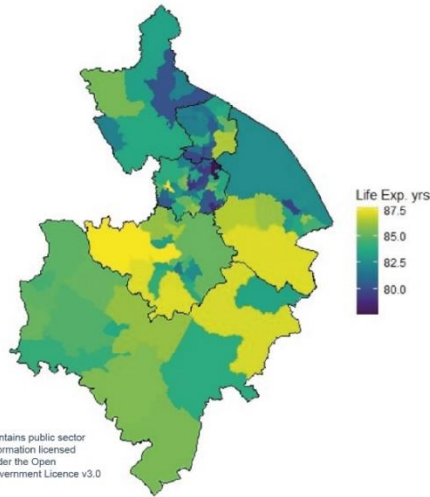 Life Exp. yrs
87.5
85.0
82.5
80.0
ntains public sector
ormation licensed
der the Open
vernment Licence v3.0